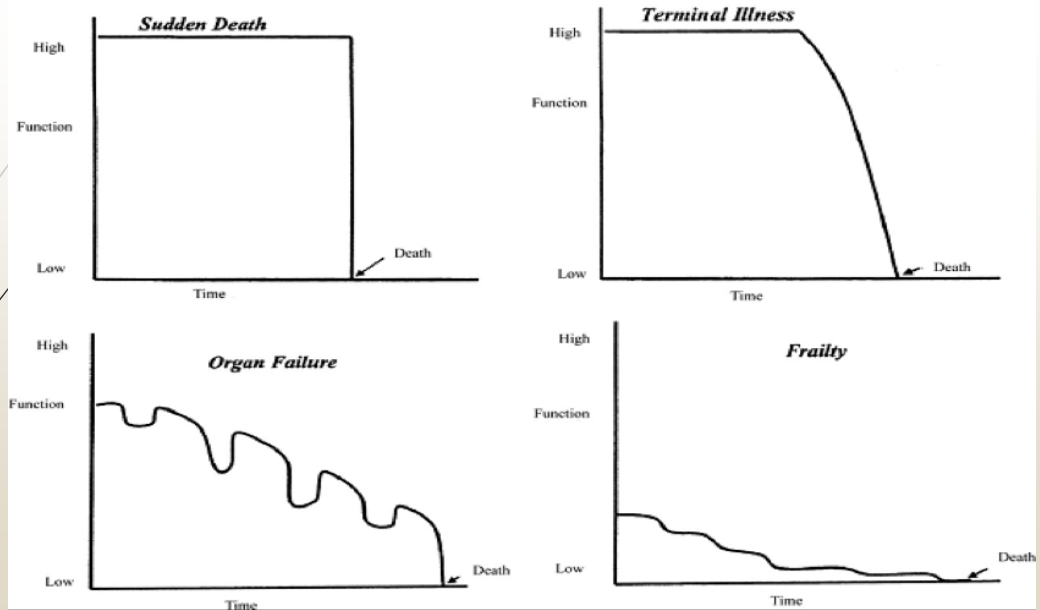 Sudden Death
High
Function
Low
Death
Time
Terminal Illness
High
Function
Low
Death
Time
Organ Failure
High
Function
Low
Death
Time
Frailty
High
Function
Low
Death
Time